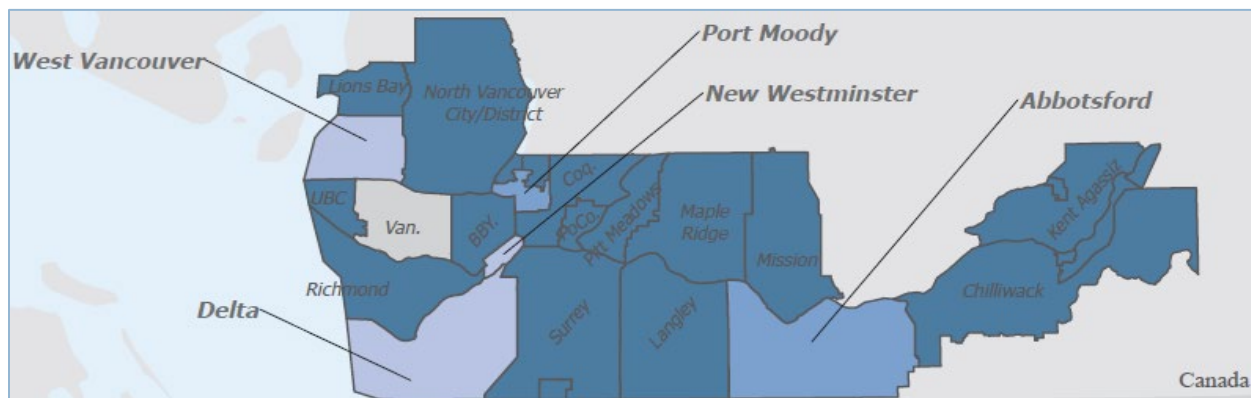 Port Moody
West Vancouver
New Westminster
Abbotsford
Lions Bay
North Vancouver
City/District
Coq.
UBC
Van.
BBY.
PoCo.
Pitt Meadows
Maple
Ridge
Mission
Kent Agassiz
Richmond
Chilliwack
Delta
Surrey
Langley
Canada